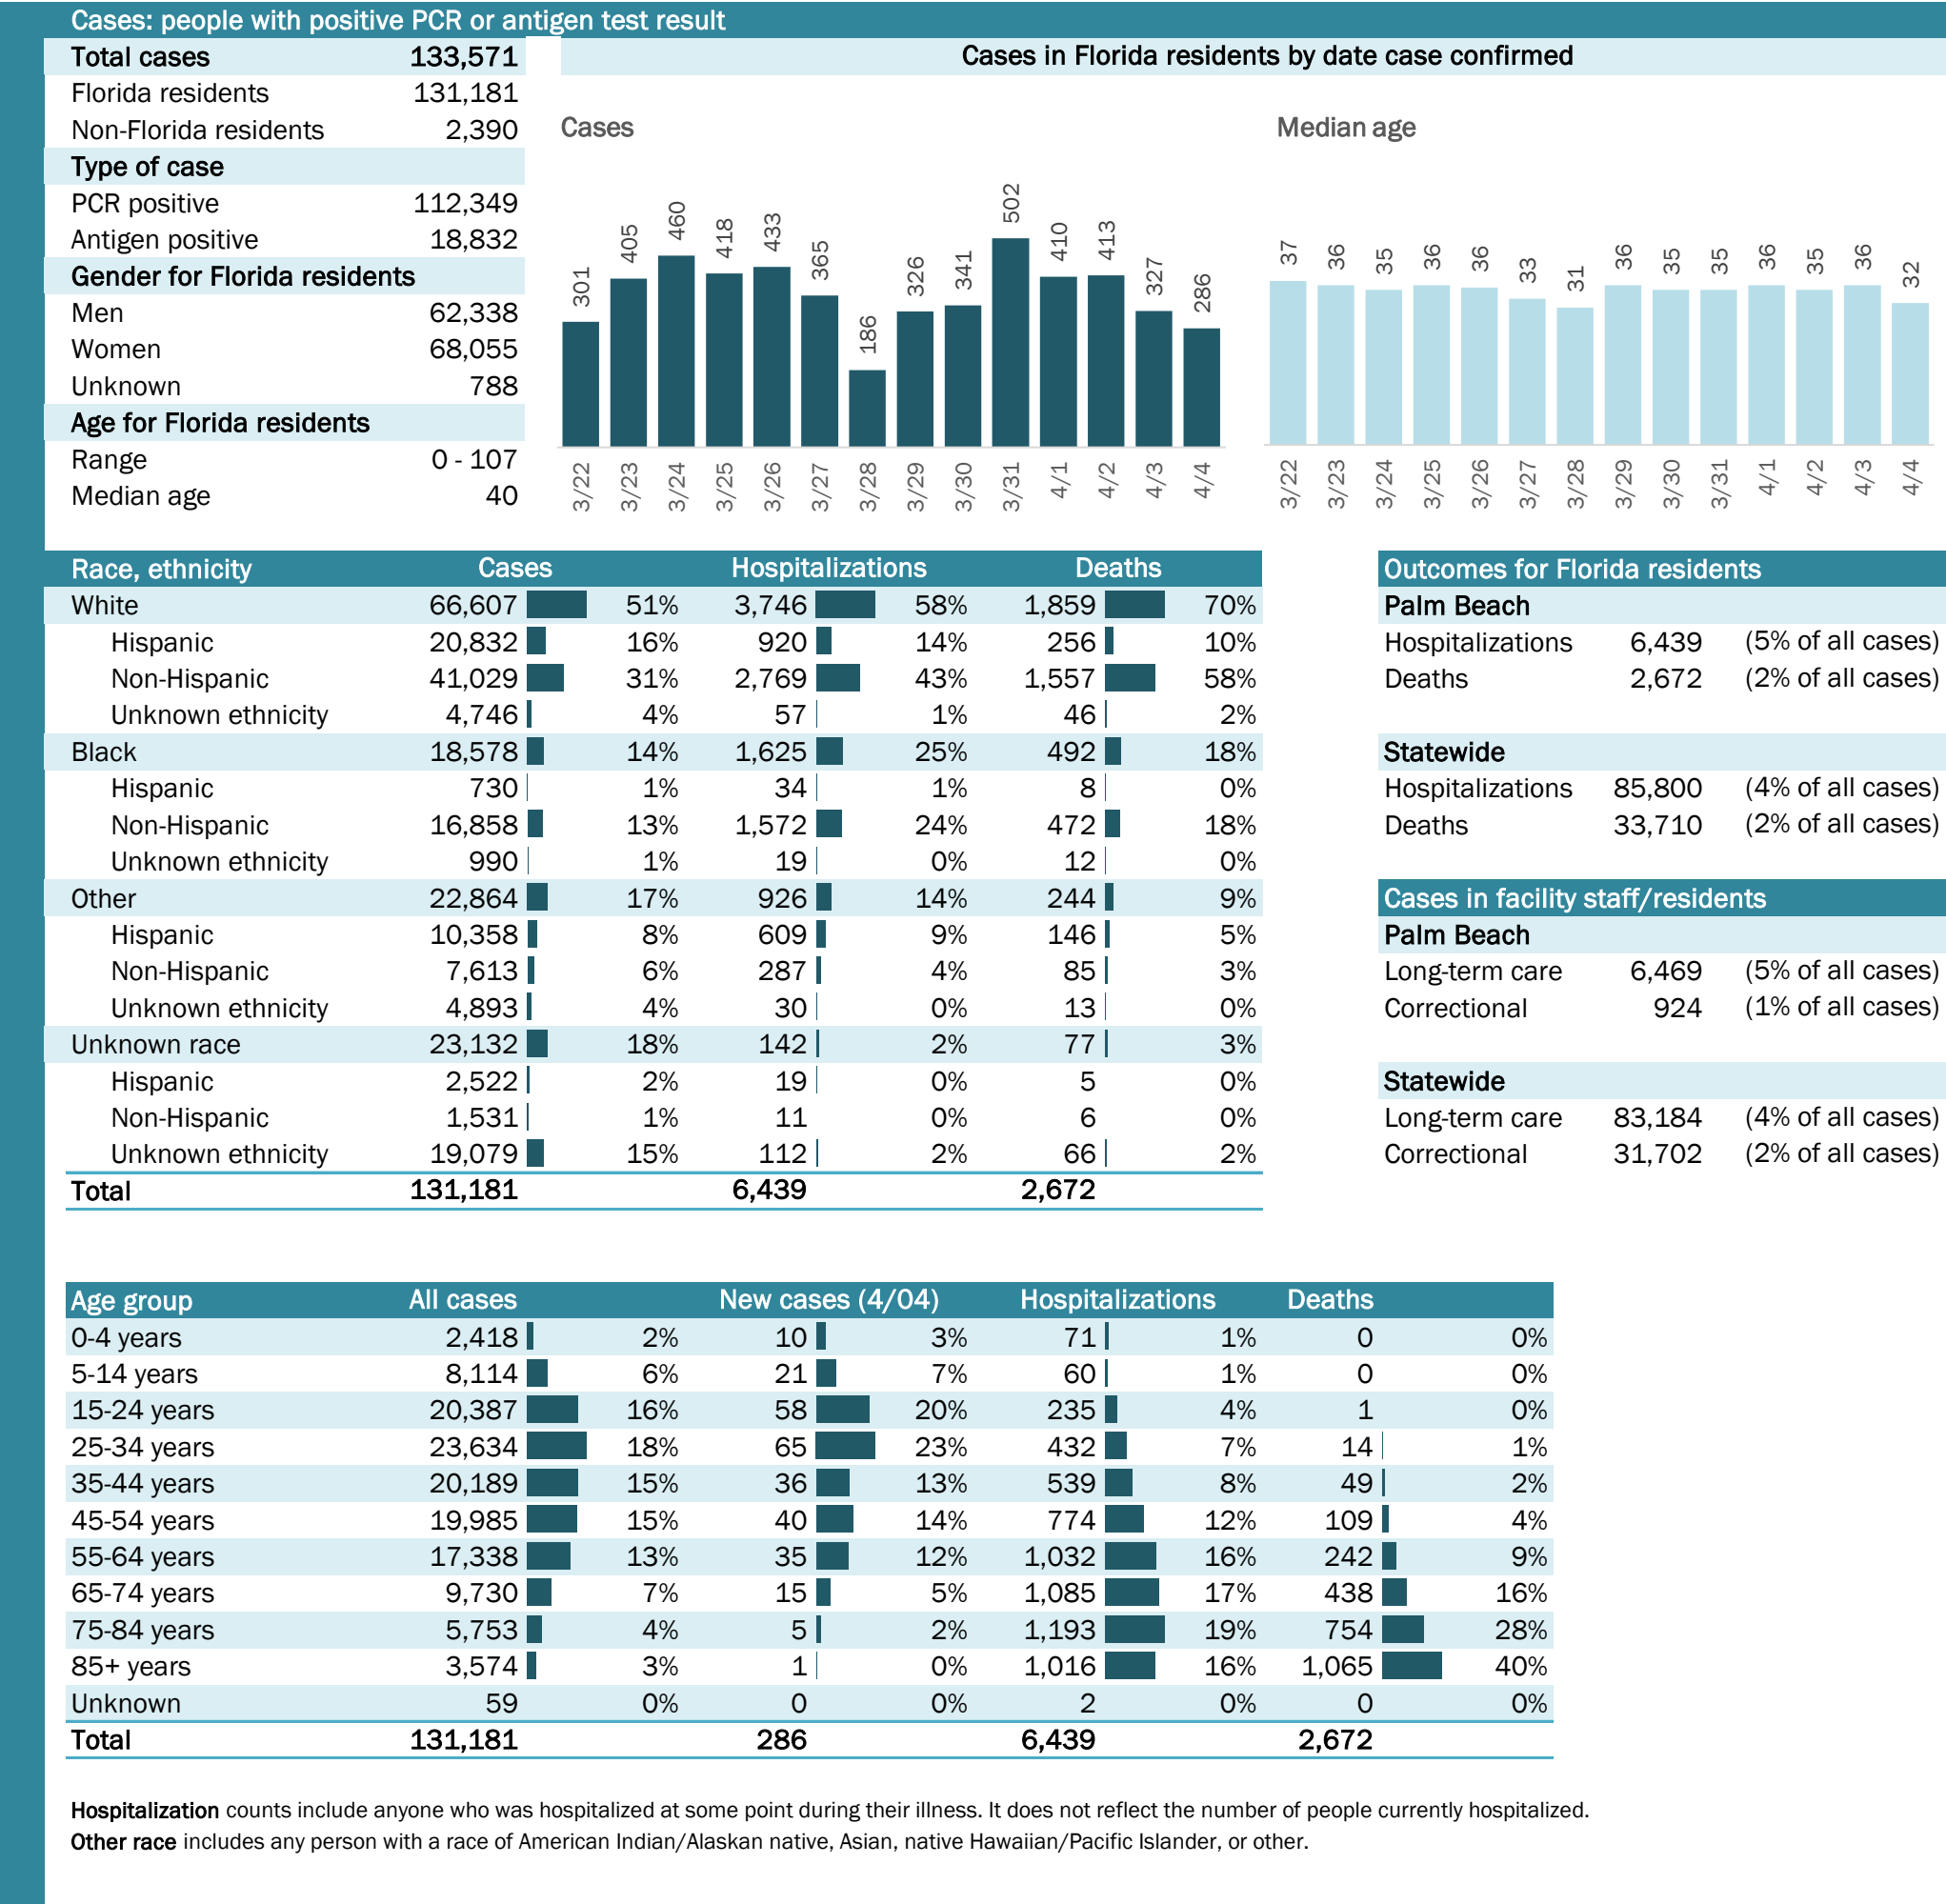 Cases: people with positive PCR or antigen test result
Total cases 133,571
Florida residents 131,181
Non-Florida residents 2,390
Type of case
PCR positive 112,349
Antigen positive 18,832
Gender for Florida residents
Men 62,338
Women 68,055
Unknown 788
Age for Florida residents
Range 0 - 107
Median age 40
Cases in Florida residents by date case confirmed
Cases
301 405 460 418 433 365 186 326 341 502 410 413 327 286
3/22 3/23 3/24 3/25 3/26 3/27 3/28 3/29 3/30 3/31 4/1 4/2 4/3 4/4
Median age
37 36 35 36 36 33 31 36 35 35 36 35 36 32
3/22 3/23 3/24 3/25 3/26 3/27 3/28 3/29 3/30 3/31 4/1 4/2 4/3 4/4
Race, ethnicity Cases Hospitalizations Deaths
White 66,607 51% 3,746 58% 1,859 70%
Hispanic 20,832 16% 920 14% 256 10%
Non-Hispanic 41,029 31% 2,769 43% 1,557 58%
Unknown ethnicity 4,746 4% 57 1% 46 2%
Black 18,578 14% 1,625 25% 492 18%
Hispanic 730 1% 34 1% 8 0%
Non-Hispanic 16,858 13% 1,572 24% 472 18%
Unknown ethnicity 990 1% 19 0% 12 0%
Other 22,864 17% 926 14% 244 9%
Hispanic 10,358 8% 609 9% 146 5%
Non-Hispanic 7,613 6% 287 4% 85 3%
Unknown ethnicity 4,893 4% 30 0% 13 0%
Unknown race 23,132 18% 142 2% 77 3%
Hispanic 2,522 2% 19 0% 5 0%
Non-Hispanic 1,531 1% 11 0% 6 0%
Unknown ethnicity 19,079 15% 112 2% 66 2%
Total 131,181 6,439 2,672
Outcomes for Florida residents
Palm Beach
Hospitalizations 6,439 (5% of all cases)
Deaths 2,672 (2% of all cases)
Statewide
Hospitalizations 85,800 (4% of all cases)
Deaths 33,710 (2% of all cases)
Cases in facility staff/residents
Palm Beach
Long-term care 6,469 (5% of all cases)
Correctional 924 (1% of all cases)
Statewide
Long-term care 83,184 (4% of all cases)
Correctional 31,702 (2% of all cases)
Age group All cases New cases (4/04) Hospitalizations Deaths
0-4 years 2,418 2% 10 3% 71 1% 0 0%
5-14 years 8,114 6% 21 7% 60 1% 0 0%
15-24 years 20,387 16% 58 20% 235 4% 1 0%
25-34 years 23,634 18% 65 23% 432 7% 14 1%
35-44 years 20,189 15% 36 13% 539 8% 49 2%
45-54 years 19,985 15% 40 14% 774 12% 109 4%
55-64 years 17,338 13% 35 12% 1,032 16% 242 9%
65-74 years 9,730 7% 15 5% 1,085 17% 438 16%
75-84 years 5,753 4% 5 2% 1,193 19% 754 28%
85+ years 3,574 3% 1 0% 1,016 16% 1,065 40%
Unknown 59 0% 0 0% 2 0% 0 0%
Total 131,181 286 6,439 2,672
Hospitalization counts include anyone who was hospitalized at some point during their illness. It does not reflect the number of people currently hospitalized.
Other race includes any person with a race of American Indian/Alaskan native, Asian, native Hawaiian/Pacific Islander, or other.